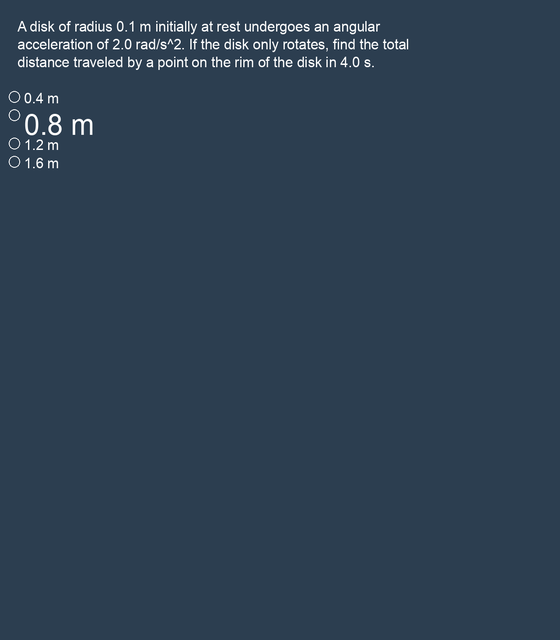 A disk of radius 0.1 m initially at rest undergoes an angular
acceleration of 2.0 rad/s^2. If the disk only rotates, find the total
distance traveled by a point on the rim of the disk in 4.0 s.
0.4 m
0.8 m
1.2 m
1.6 m